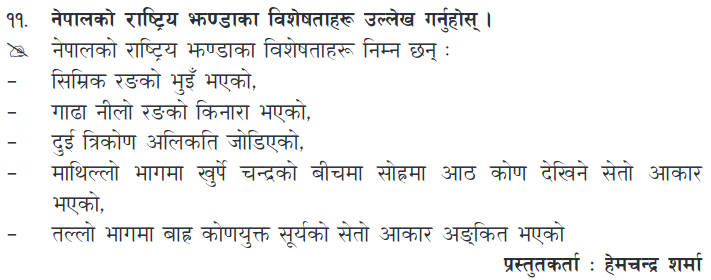 ११. नेपालको राष्ट्रिय झण्डाका विशेषताहरू उल्लेख गर्नुहोस् ।
नेपालको राष्ट्रिय झण्डाका विशेषताहरू निम्न छन् :
- सिम्रिक रङको भुइँ भएको,
- गाढा नीलो रङको किनारा भएको,
- दुई त्रिकोण अलिकति जोडिएको,
- माथिल्लो भागमा खुर्पे चन्द्रको बीचमा सोह्रमा आठ कोण देखिने सेतो आकार
भएको,
- तल्लो भागमा बाह्र कोणयुक्त सूर्यको सेतो आकार अङ्कित भएको
प्रस्तुतकर्ता : हेमचन्द्र शर्मा